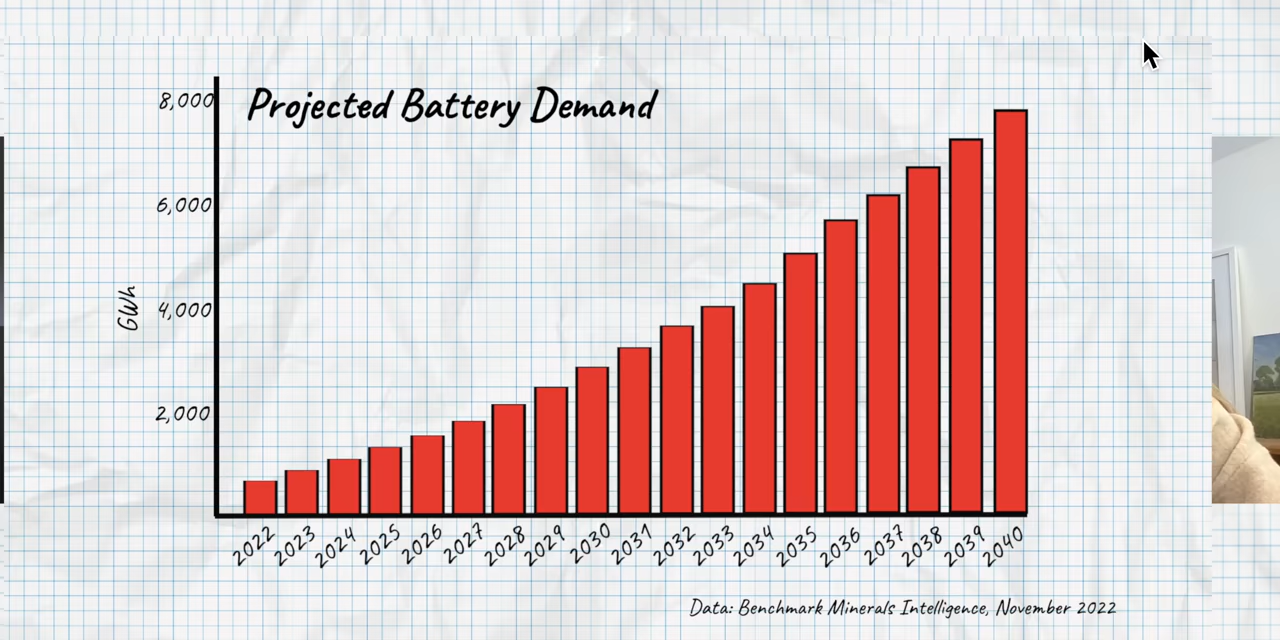 Projected Battery Demand
8,000
6,000
4,000
2,000
GWh
2022 2023 2024 2025 2026 2027 2028 2029 2030 2031 2032 2033 2034 2035 2036 2037 2038 2039 2040
Data: Benchmark Minerals Intelligence, November 2022